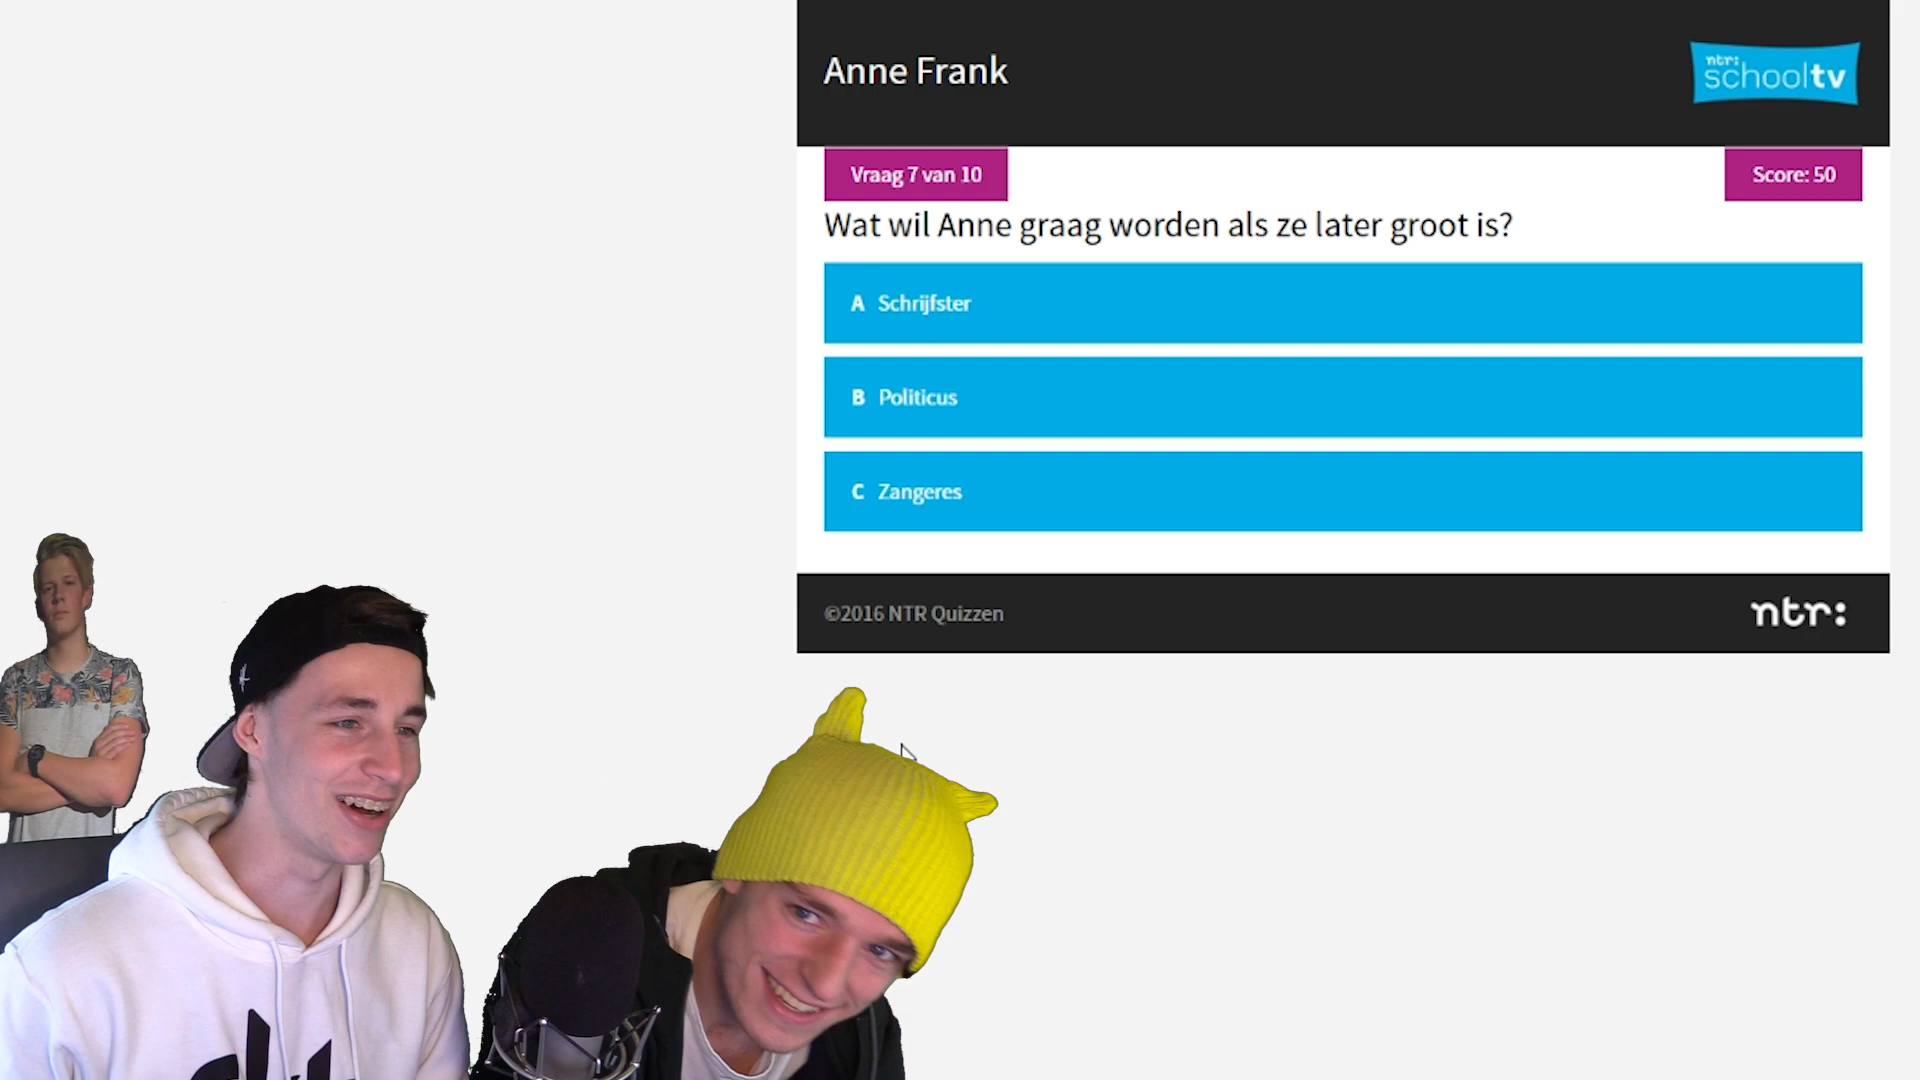 Anne Frank
ntr:
schooltv
Vraag 7 van 10
Score: 50
Wat wil Anne graag worden als ze later groot is?
A Schrijfster
B Politicus
C Zangeres
©2016 NTR Quizzen
ntr: